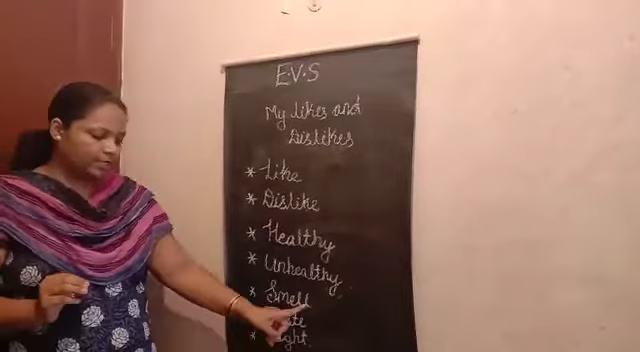 E.V.S
My likes and
Dislikes
* Like
* Dislike
* Healthy
* Unhealthy
* Smell
*